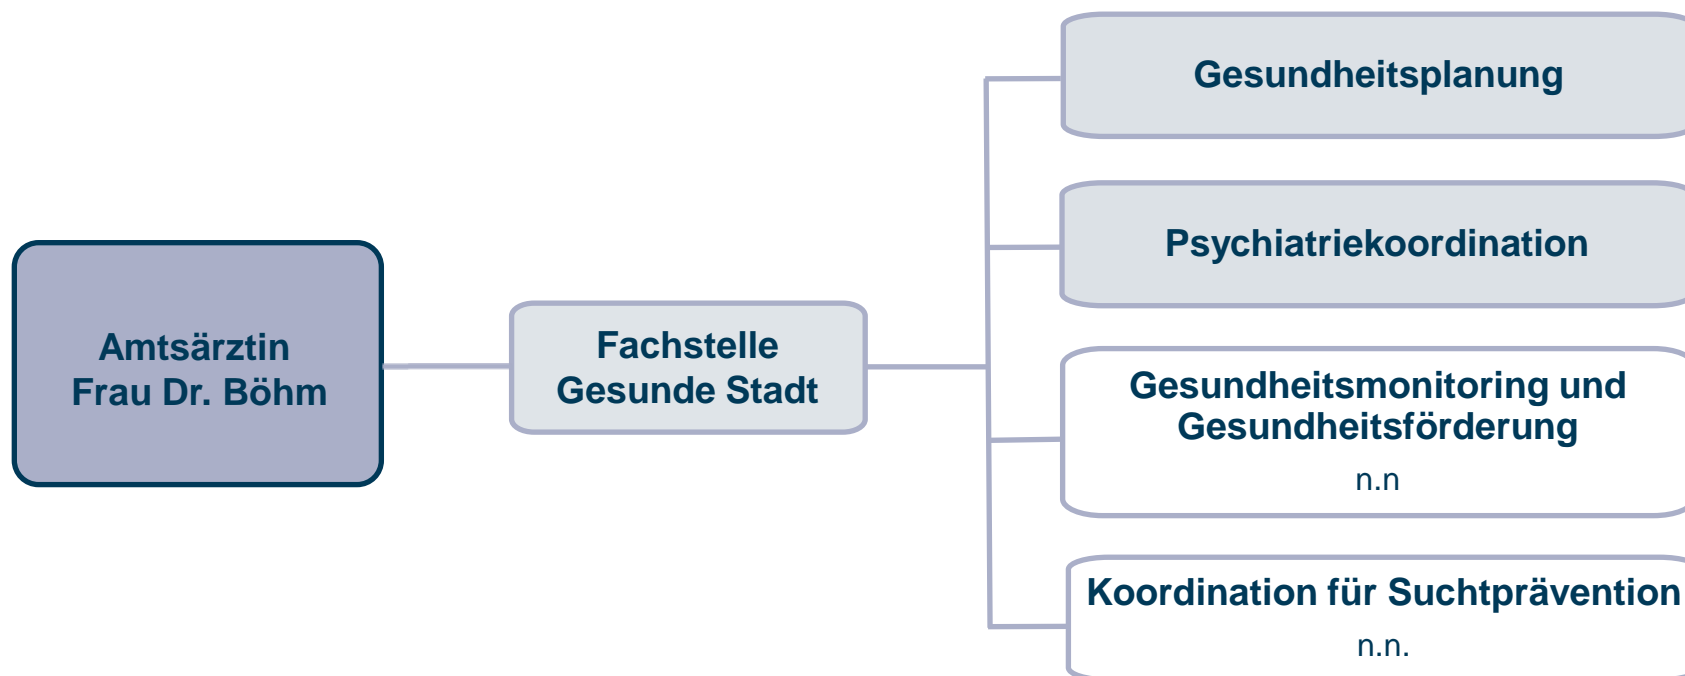 Amtsärztin
Frau Dr. Böhm
Fachstelle
Gesunde Stadt
Gesundheitsplanung
Psychiatriekoordination
Gesundheitsmonitoring und
Gesundheitsförderung
n.n
Koordination für Suchtprävention
n.n.